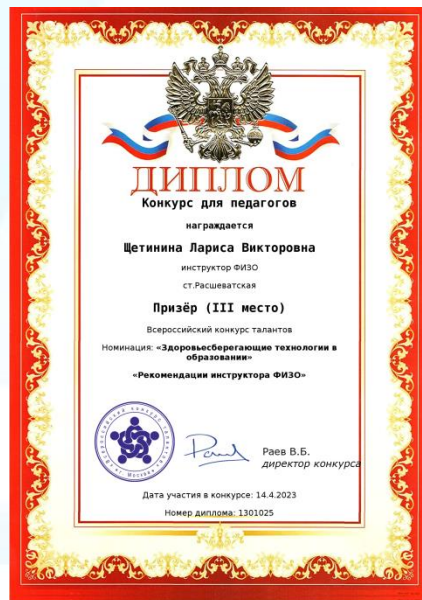 ДИПЛОМ
Конкурс для педагогов
награждается
Щетинина Лариса Викторовна
инструктор ФИЗО
ст.Расшеватская
Призёр (III место)
Всероссийский конкурс талантов
Номинация: «Здоровьесберегающие технологии в
образовании»
«Рекомендации инструктора ФИЗО»
Раев В.Б.
директор конкурса
Дата участия в конкурсе: 14.4.2023
Номер диплома: 1301025